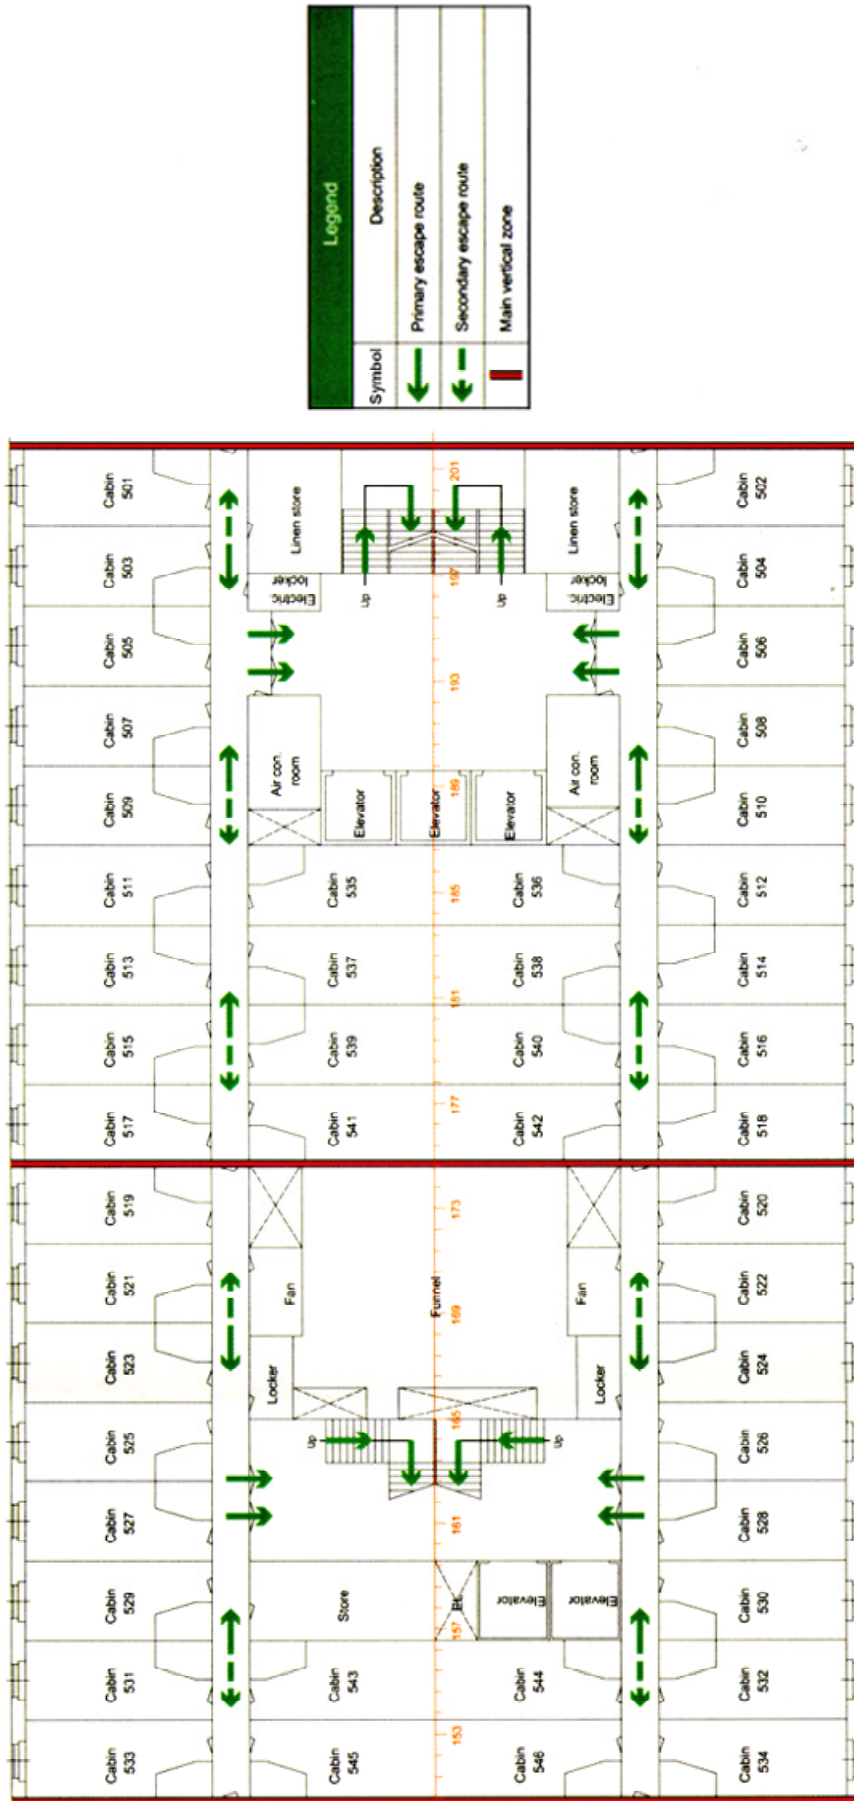 Legend
Symbol
Description
Primary escape route
Secondary escape route
Main vertical zone
Cabin
501
Cabin
503
Cabin
505
Cabin
507
Cabin
509
Cabin
511
Cabin
513
Cabin
515
Cabin
517
Cabin
519
Cabin
521
Cabin
523
Cabin
525
Cabin
527
Cabin
529
Cabin
531
Cabin
533
Linen store
Electric.
locker
Up
Air con.
room
Elevator
Elevator
Elevator
Cabin
535
Cabin
537
Cabin
539
Cabin
541
Fan
Locker
Up
Funnel
Store
Cabin
543
Cabin
545
201
197
193
189
185
181
177
173
169
165
161
157
153
Linen store
Electric.
locker
Up
Air con.
room
Cabin
536
Cabin
538
Cabin
540
Cabin
542
Fan
Locker
Up
Elevator
Elevator
Cabin
544
Cabin
546
Cabin
502
Cabin
504
Cabin
506
Cabin
508
Cabin
510
Cabin
512
Cabin
514
Cabin
516
Cabin
518
Cabin
520
Cabin
522
Cabin
524
Cabin
526
Cabin
528
Cabin
530
Cabin
532
Cabin
534